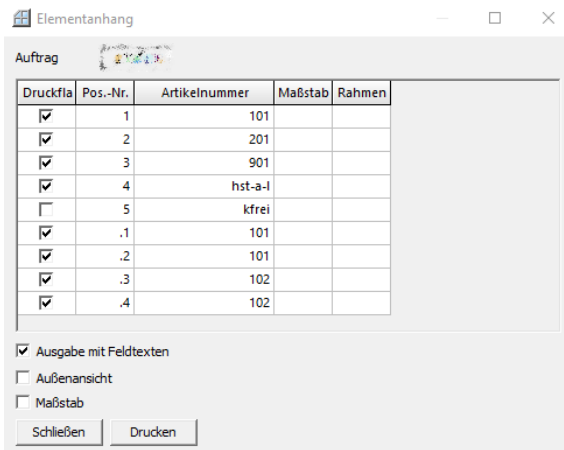 Elementanhang
Auftrag
Druckfla Pos.-Nr. Artikelnummer Maßstab Rahmen
1 101
2 201
3 901
4 hst-a-l
5 kfrei
.1 101
.2 101
.3 102
.4 102
Ausgabe mit Feldtexten
Außenansicht
Maßstab
Schließen Drucken